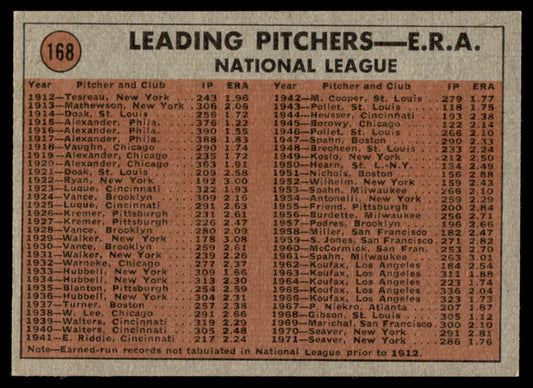 168
LEADING PITCHERS—E.R.A.
NATIONAL LEAGUE
Year Pitcher and Club IP ERA
1912—Tesreau, New York ... 243 1.96
1913—Mathewson, New York . 306 2.06
1914—Doak, St. Louis ..... 256 1.72
1915—Alexander, Phila. ... 376 1.22
1916—Alexander, Phila. ... 390 1.55
1917—Alexander, Phila. ... 388 1.83
1918—Vaughn, Chicago ..... 290 1.74
1919—Alexander, Chicago .. 235 1.72
1920—Alexander, Chicago .. 363 1.91
1921—Doak, St. Louis ..... 209 2.58
1922—Ryan, New York ...... 192 3.00
1923—Luque, Cincinnati ... 322 1.93
1924—Vance, Brooklyn ..... 309 2.16
1925—Luque, Cincinnati ... 291 2.63
1926—Kremer, Pittsburgh .. 231 2.61
1927—Kremer, Pittsburgh .. 226 2.47
1928—Vance, Brooklyn ..... 280 2.09
1929—Walker, New York .... 178 3.08
1930—Vance, Brooklyn ..... 259 2.61
1931—Walker, New York .... 239 2.26
1932—Warneke, Chicago .... 277 2.37
1933—Hubbell, New York ... 309 1.66
1934—Hubbell, New York ... 313 2.30
1935—Blanton, Pittsburgh . 254 2.59
1936—Hubbell, New York ... 304 2.31
1937—Turner, Boston ...... 257 2.38
1938—W. Lee, Chicago ..... 291 2.66
1939—Walters, Cincinnati . 319 2.29
1940—Walters, Cincinnati . 305 2.48
1941—E. Riddle, Cincinnati 217 2.24
Year Pitcher and Club IP ERA
1942—M. Cooper, St. Louis . 279 1.77
1943—Pollet, St. Louis .... 118 1.75
1944—Heusser, Cincinnati .. 192 2.38
1945—Borowy, Chicago ...... 122 2.14
1946—Pollet, St. Louis .... 266 2.10
1947—Spahn, Boston ........ 290 2.33
1948—Brecheen, St. Louis .. 233 2.24
1949—Koslo, New York ...... 212 2.50
1950—Hearn, St. L.-N.Y. ... 134 2.49
1951—Nichols, Boston ...... 156 2.88
1952—Wilhelm, New York .... 159 2.43
1953—Spahn, Milwaukee ..... 266 2.10
1954—Antonelli, New York .. 259 2.29
1955—Friend, Pittsburgh ... 200 2.84
1956—Burdette, Milwaukee .. 256 2.71
1957—Podres, Brooklyn ..... 196 2.66
1958—Miller, San Francisco 182 2.47
1959—S. Jones, San Francisco 271 2.82
1960—McCormick, San Fran. . 253 2.70
1961—Spahn, Milwaukee ..... 262 3.01
1962—Koufax, Los Angeles .. 184 2.54
1963—Koufax, Los Angeles .. 311 1.88
1964—Koufax, Los Angeles .. 223 1.74
1965—Koufax, Los Angeles .. 336 2.04
1966—Koufax, Los Angeles .. 323 1.73
1967—P. Niekro, Atlanta ... 207 1.87
1968—Gibson, St. Louis .... 305 1.12
1969—Marichal, San Fran. .. 300 2.10
1970—Seaver, New York ..... 291 2.81
1971—Seaver, New York ..... 286 1.76
Note—Earned-run records not tabulated in National League prior to 1912.